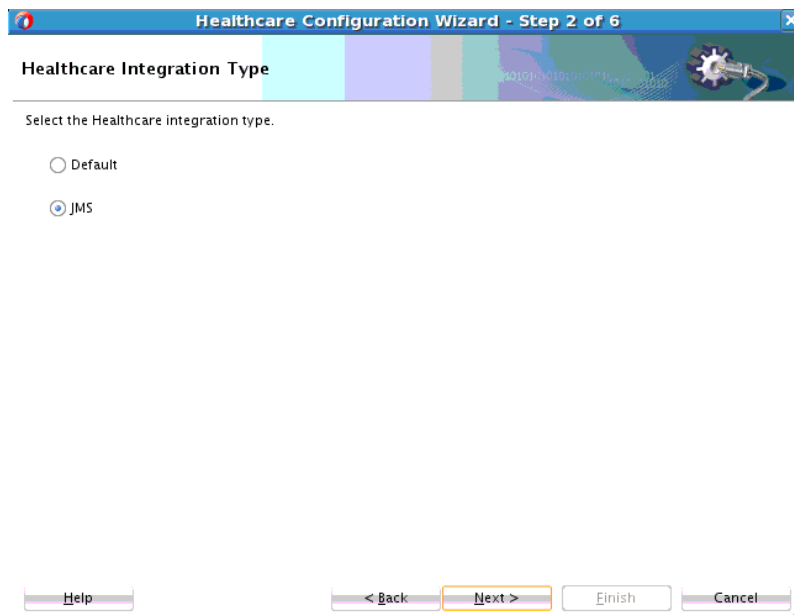 Healthcare Configuration Wizard - Step 2 of 6
Healthcare Integration Type
Select the Healthcare integration type.
Default
JMS
Help < Back Next > Finish Cancel